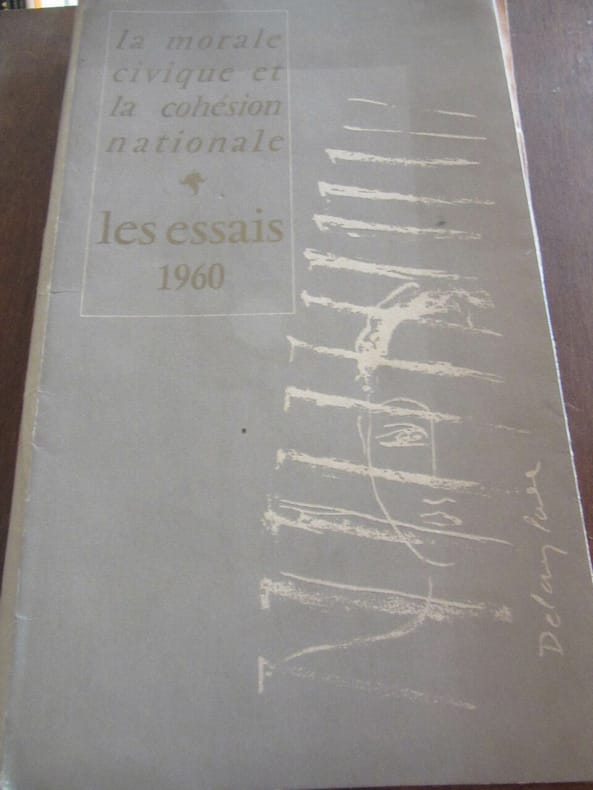 la morale
civique et
la cohésion
nationale
les essais
1960